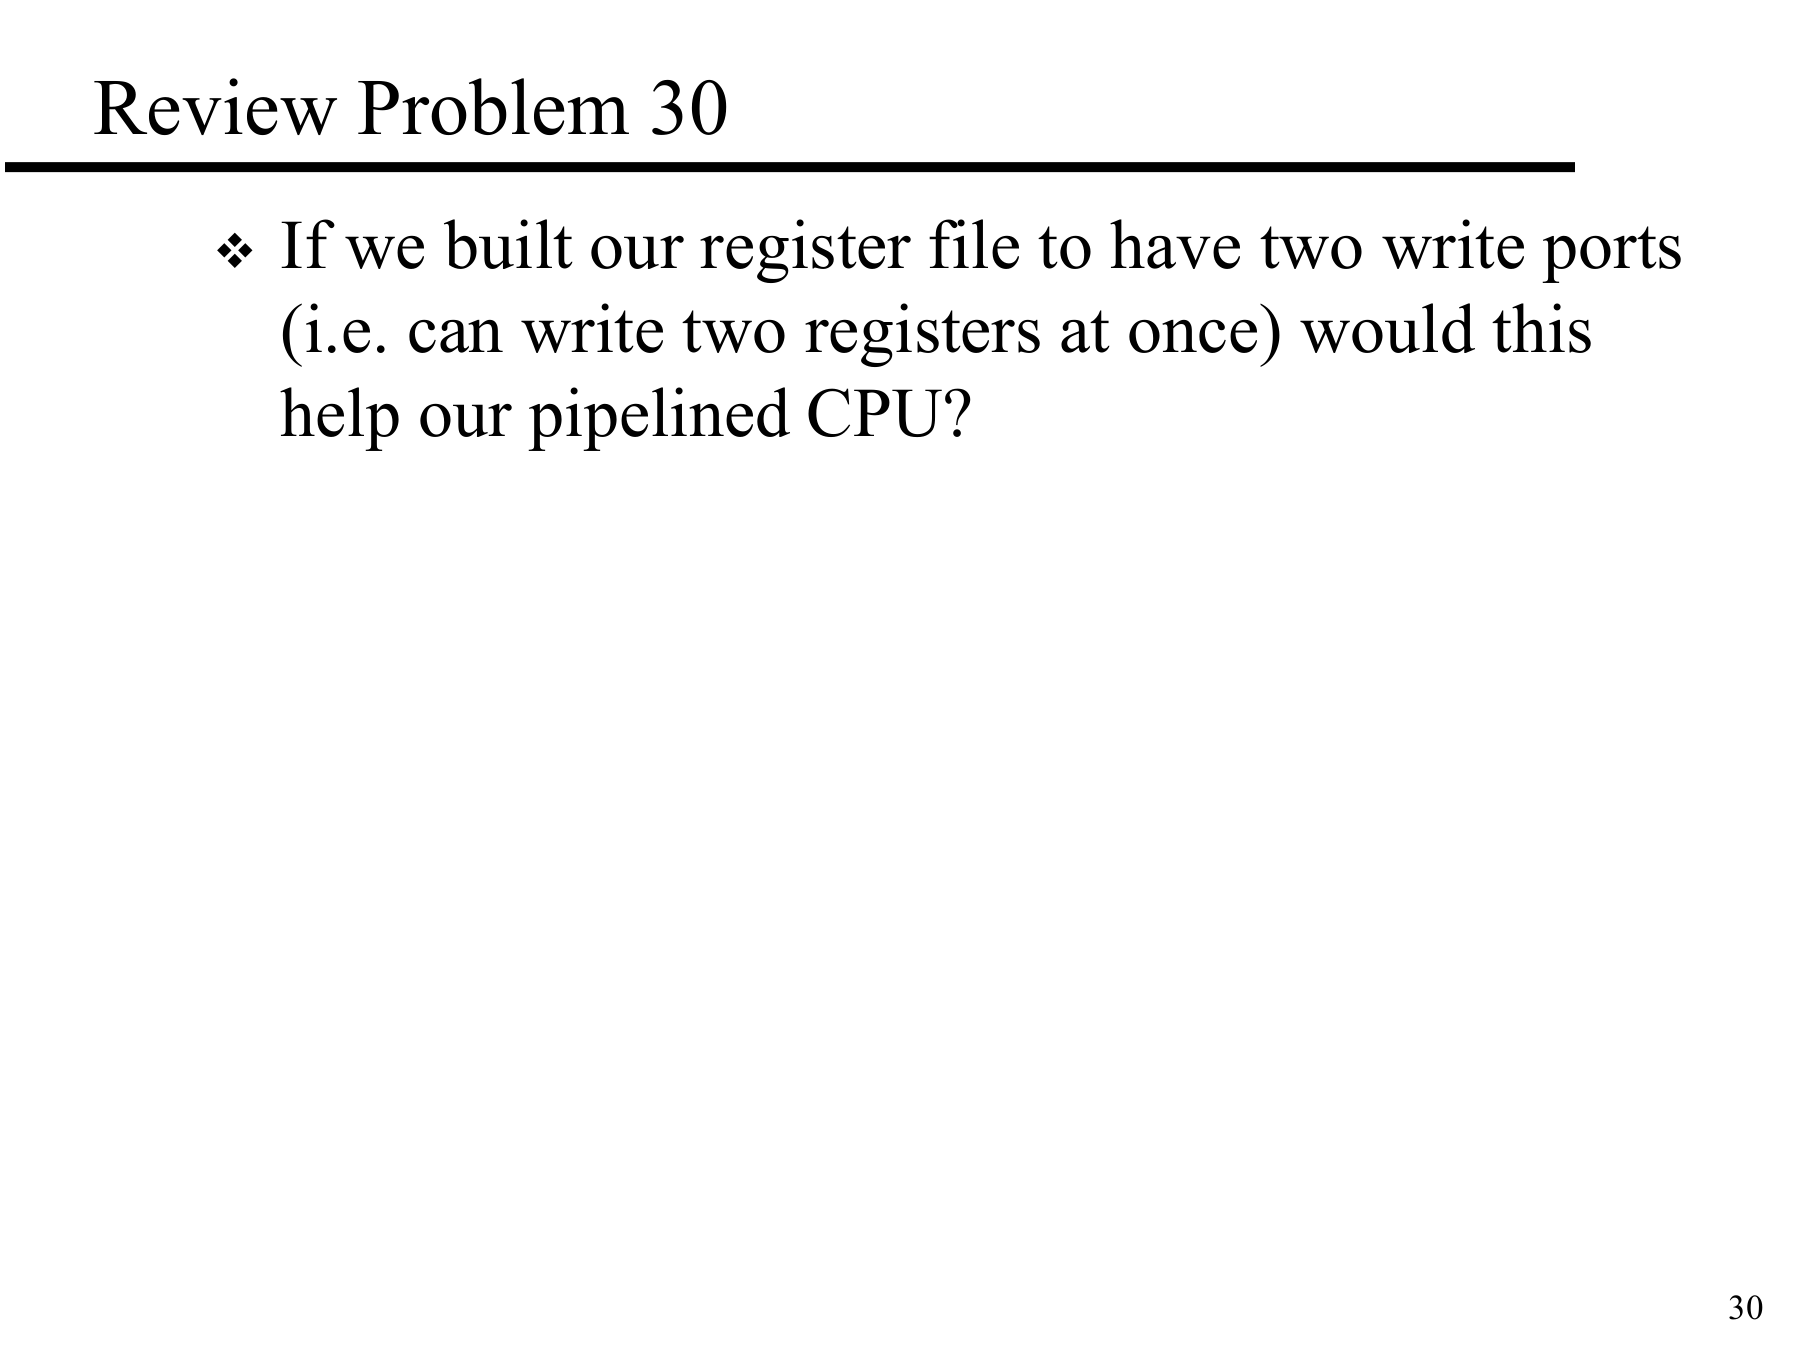 Review Problem 30
❖ If we built our register file to have two write ports
(i.e. can write two registers at once) would this
help our pipelined CPU?
30